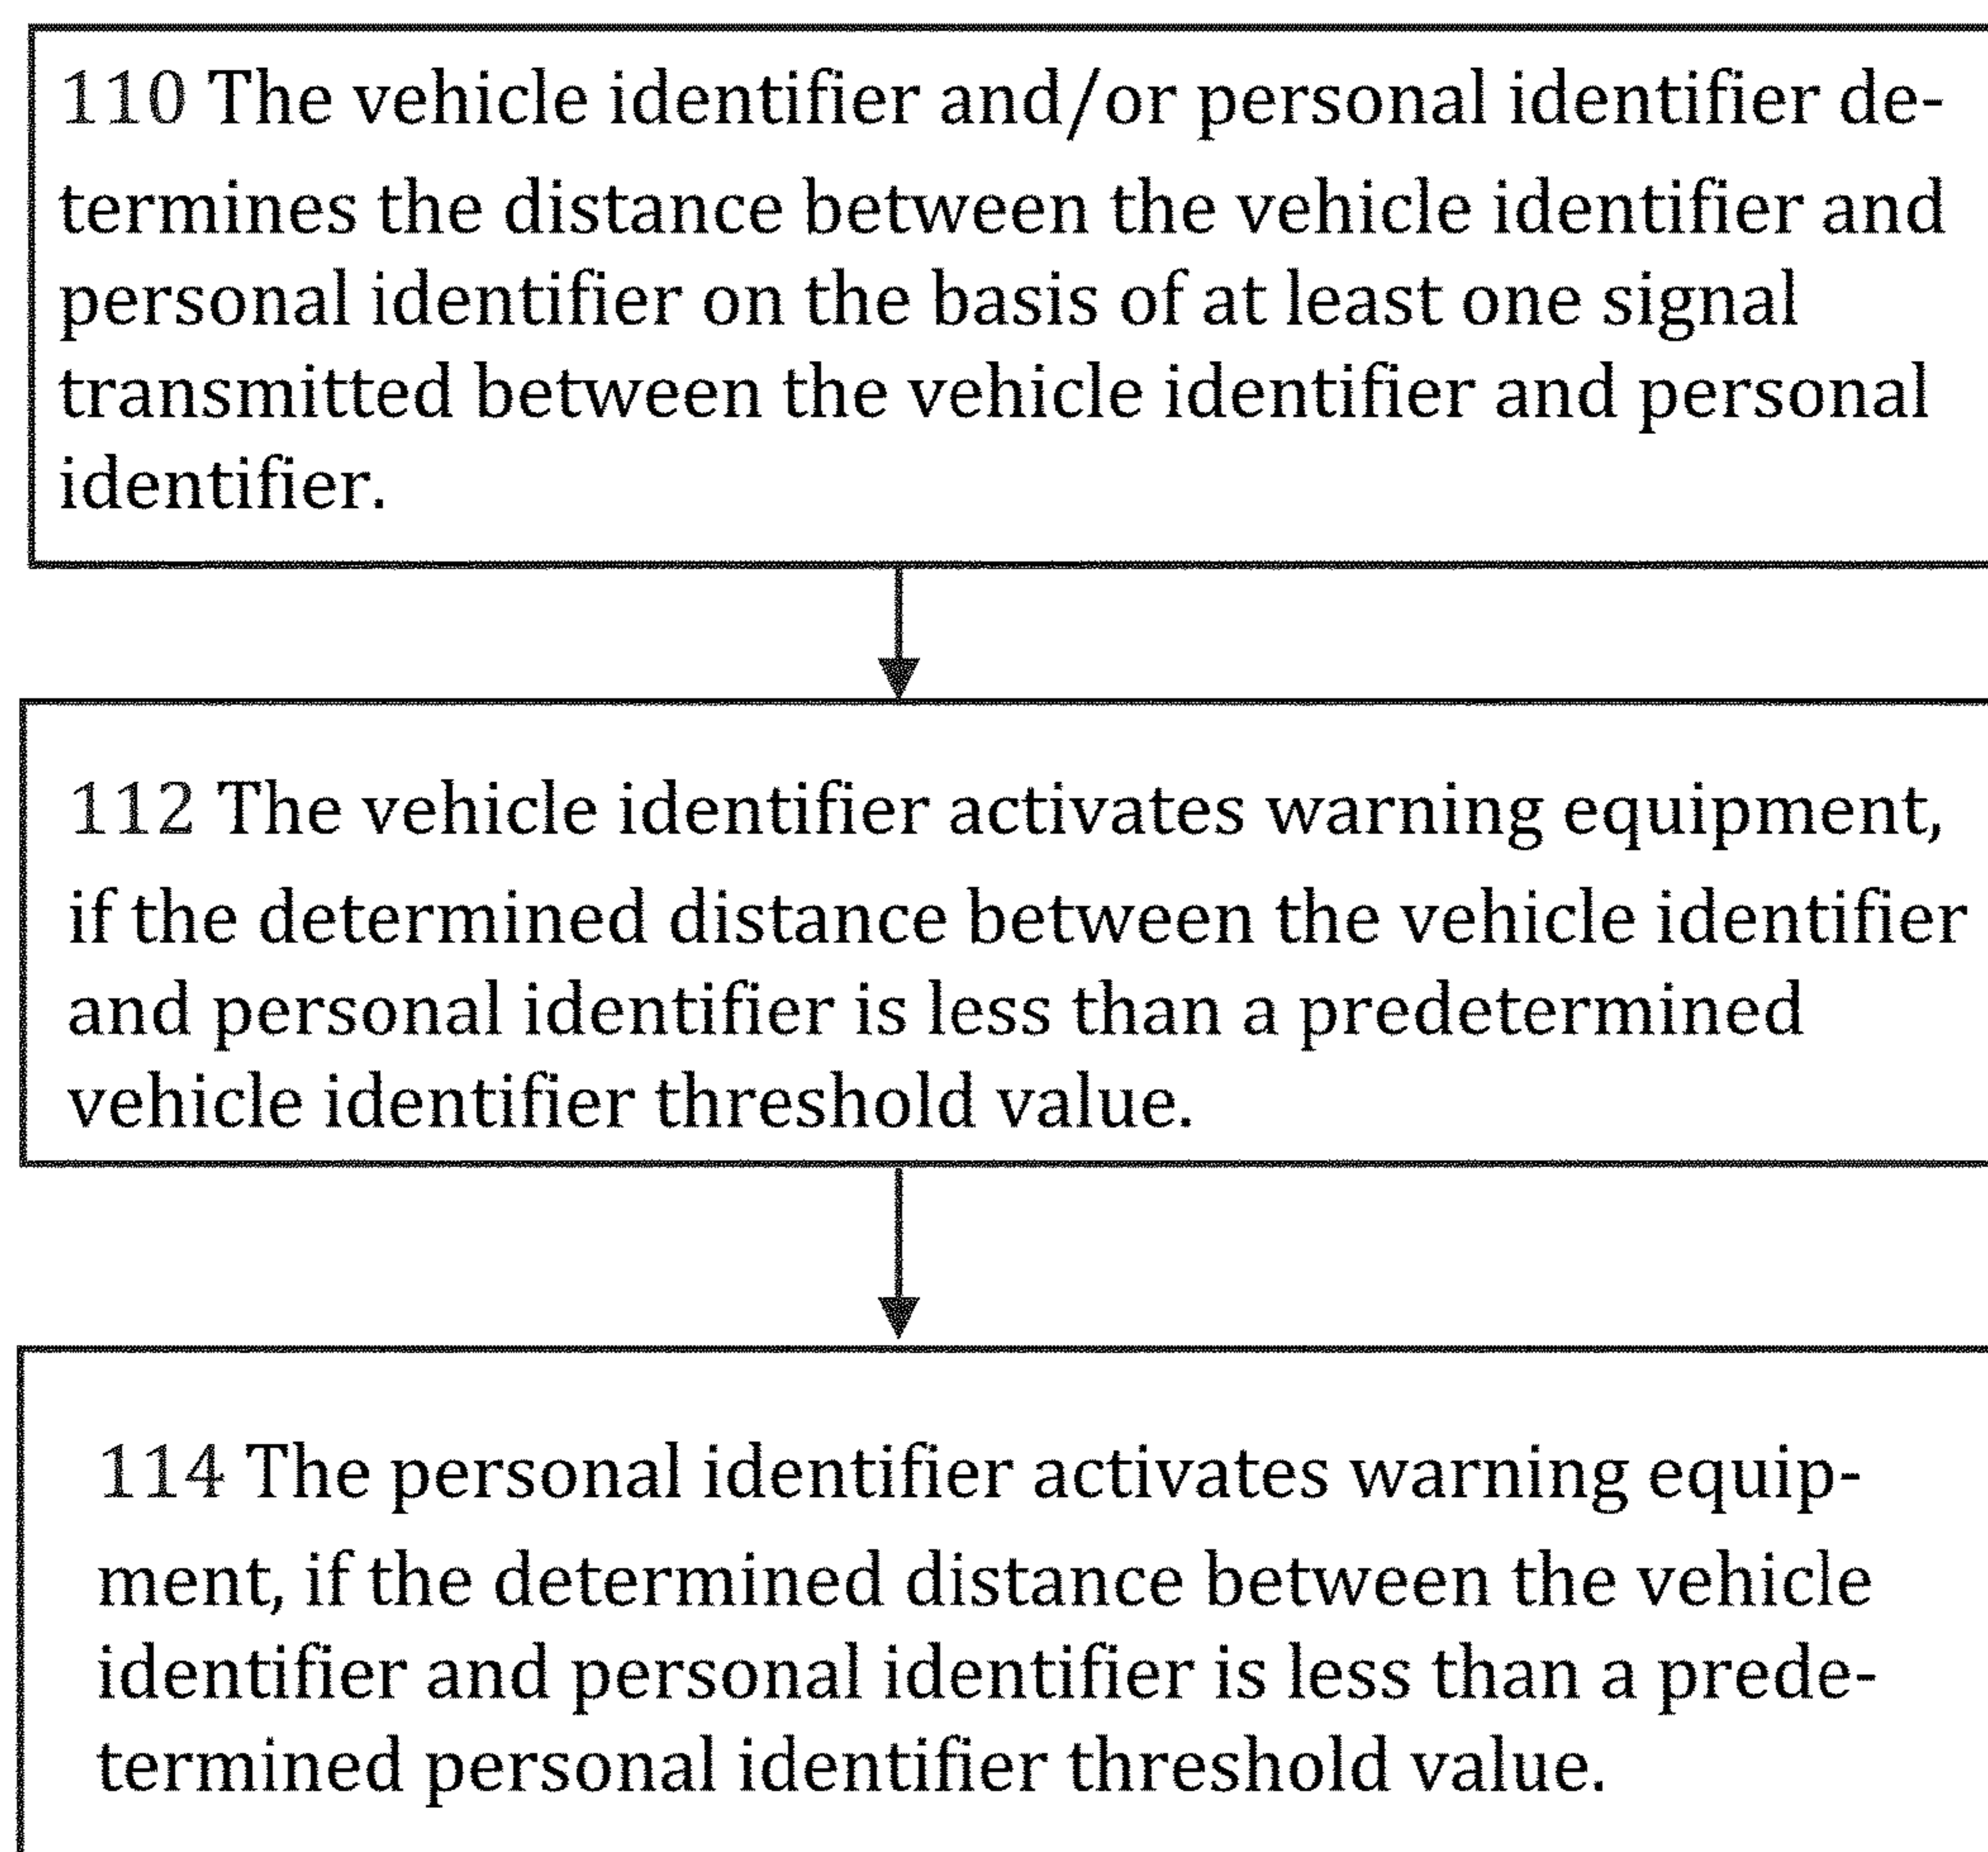 110 The vehicle identifier and/or personal identifier de-
termines the distance between the vehicle identifier and
personal identifier on the basis of at least one signal
transmitted between the vehicle identifier and personal
identifier.
112 The vehicle identifier activates warning equipment,
if the determined distance between the vehicle identifier
and personal identifier is less than a predetermined
vehicle identifier threshold value.
114 The personal identifier activates warning equip-
ment, if the determined distance between the vehicle
identifier and personal identifier is less than a prede-
termined personal identifier threshold value.